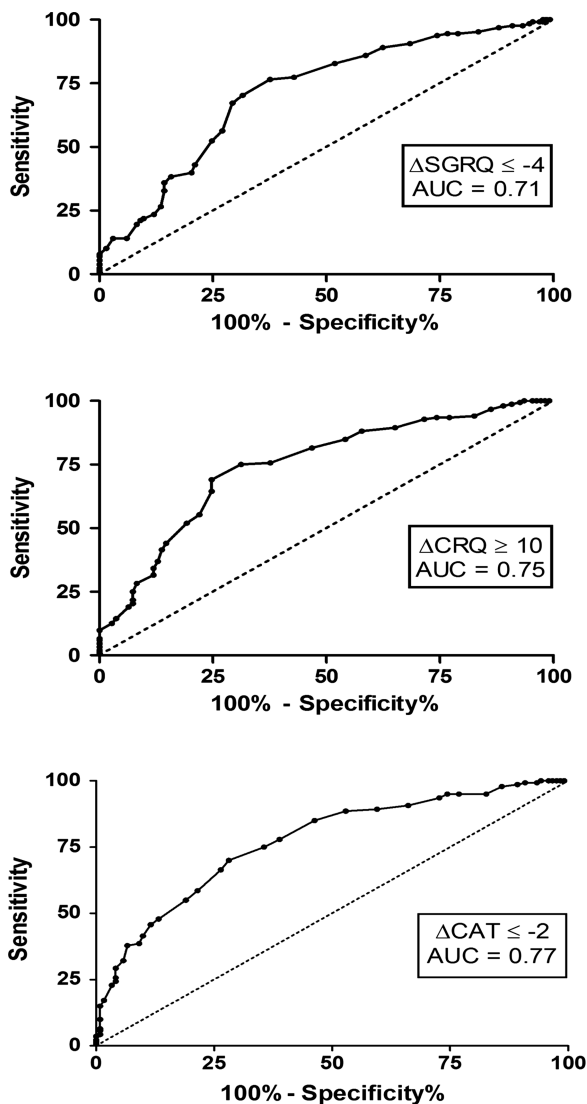 100
75
50
25
0
Sensitivity
ΔSGRQ ≤ -4
AUC = 0.71
0 25 50 75 100
100% - Specificity%
100
75
50
25
0
Sensitivity
ΔCRQ ≥ 10
AUC = 0.75
0 25 50 75 100
100% - Specificity%
100
75
50
25
0
Sensitivity
ΔCAT ≤ -2
AUC = 0.77
0 25 50 75 100
100% - Specificity%